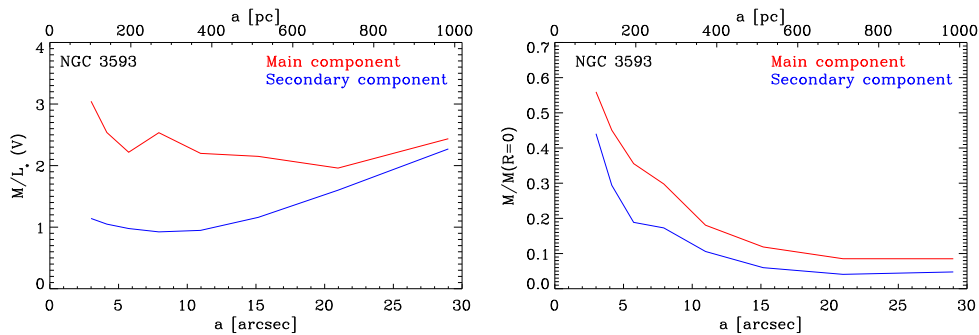 a [pc]
0 200 400 600 800 1000
NGC 3593
Main component
Secondary component
M/L* (V)
4
3
2
1
0
0 5 10 15 20 25 30
a [arcsec]
a [pc]
0 200 400 600 800 1000
NGC 3593
Main component
Secondary component
M/M(R=0)
0.7
0.6
0.5
0.4
0.3
0.2
0.1
0.0
0 5 10 15 20 25 30
a [arcsec]